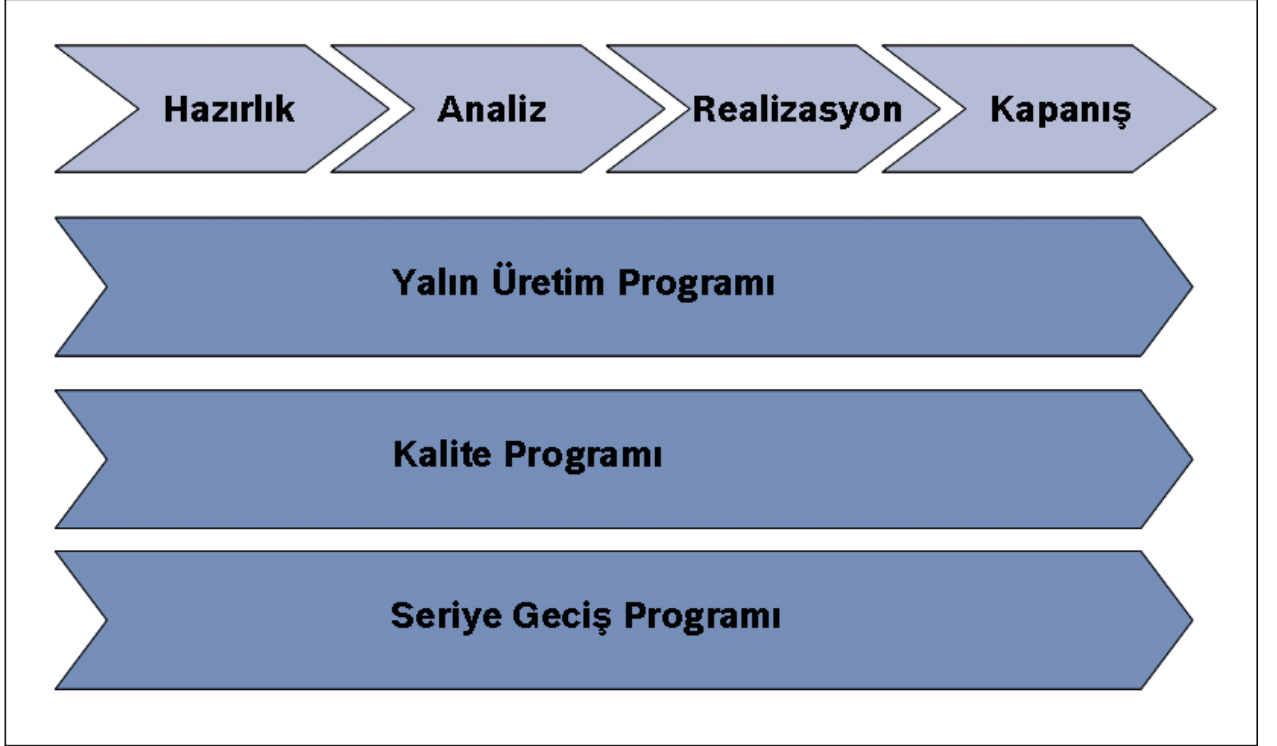 Hazırlık
Analiz
Realizasyon
Kapanış
Yalın Üretim Programı
Kalite Programı
Seriye Geciş Programı